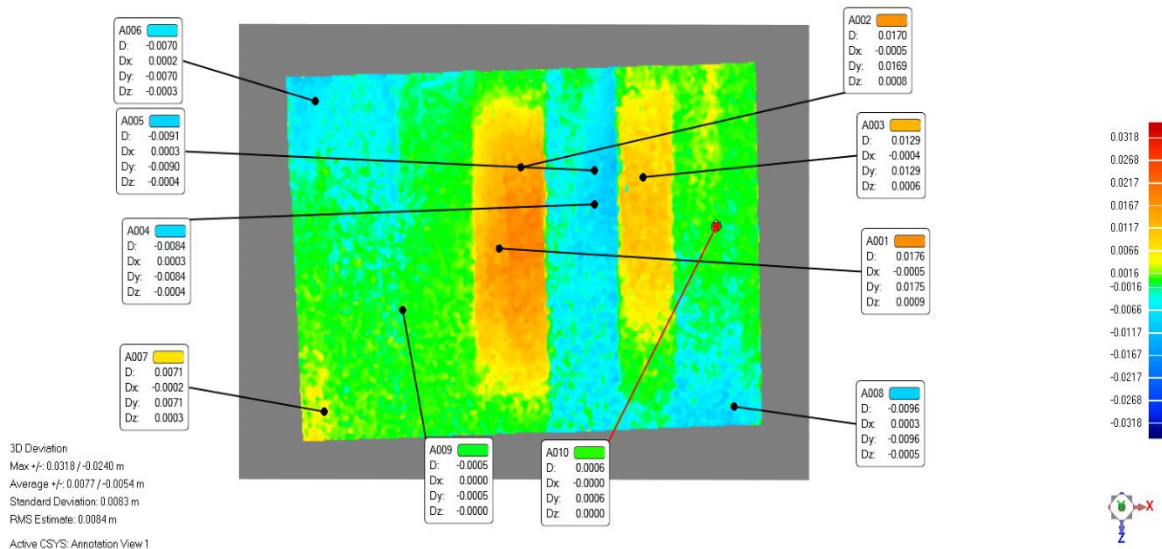 A006
D: -0.0070
Dx: 0.0002
Dy: -0.0070
Dz: -0.0003
A005
D: -0.0091
Dx: 0.0003
Dy: -0.0090
Dz: -0.0004
A004
D: -0.0084
Dx: 0.0003
Dy: -0.0084
Dz: -0.0004
A007
D: 0.0071
Dx: -0.0002
Dy: 0.0071
Dz: 0.0003
A009
D: -0.0005
Dx: 0.0000
Dy: -0.0005
Dz: -0.0000
A010
D: 0.0006
Dx: -0.0000
Dy: 0.0006
Dz: 0.0000
A002
D: 0.0170
Dx: -0.0005
Dy: 0.0169
Dz: 0.0008
A003
D: 0.0129
Dx: -0.0004
Dy: 0.0129
Dz: 0.0006
A001
D: 0.0176
Dx: -0.0005
Dy: 0.0175
Dz: 0.0009
A008
D: -0.0096
Dx: 0.0003
Dy: -0.0096
Dz: -0.0005
0.0318
0.0268
0.0217
0.0167
0.0117
0.0066
0.0016
-0.0016
-0.0066
-0.0117
-0.0167
-0.0217
-0.0268
-0.0318
3D Deviation
Max +/-: 0.0318 / -0.0240 m
Average +/-: 0.0077 / -0.0054 m
Standard Deviation: 0.0083 m
RMS Estimate: 0.0084 m
Active CSYS: Annotation View 1
Y
X
Z